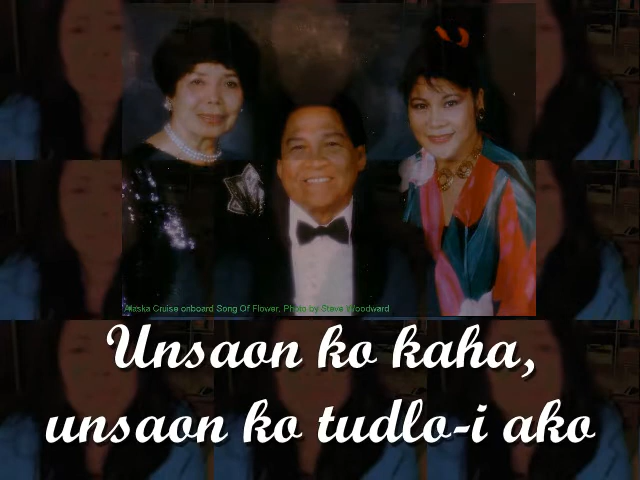 Alaska Cruise onboard Song Of Flower, Photo by Steve Woodward
Unsaon ko kaha,
unsaon ko tudlo-i ako